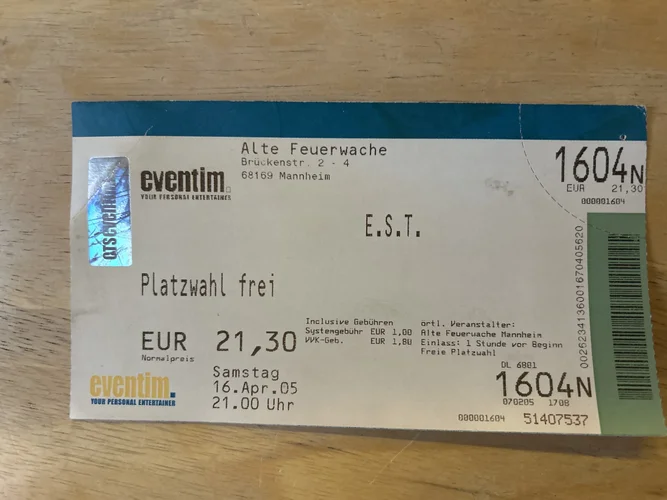 Alte Feuerwache
Brückenstr. 2 - 4
68169 Mannheim
eventim.
YOUR PERSONAL ENTERTAINER
CTS eventim
1604N
EUR 21,30
000001604
E.S.T.
Platzwahl frei
EUR 21,30
Normalpreis
Inclusive Gebühren
Systemgebühr EUR 1,00
VVK-Geb. EUR 1,80
örtl. Veranstalter:
Alte Feuerwache Mannheim
Einlass: 1 Stunde vor Beginn
Freie Platzwahl
Samstag
16.Apr.05
21.00 Uhr
eventim.
YOUR PERSONAL ENTERTAINER
DL 6801
1604N
070205 1708
000001604 51407537
0026234136001670405620